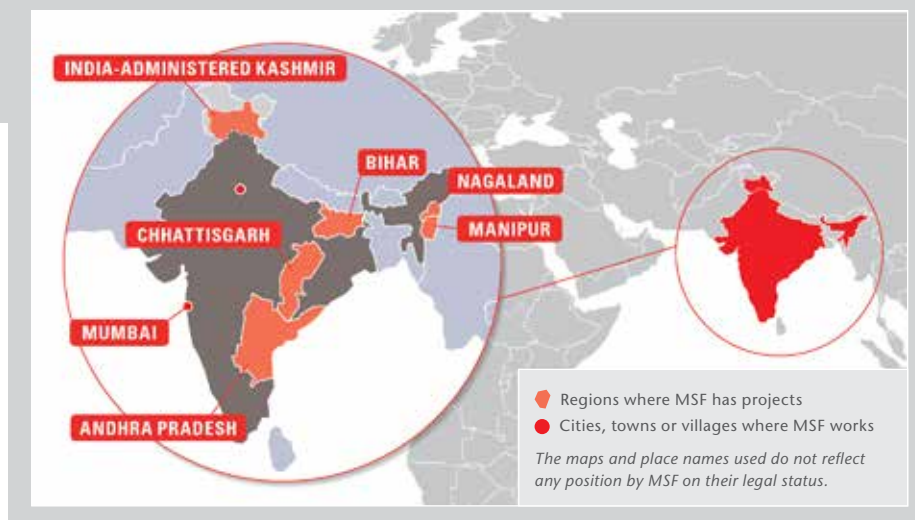 INDIA-ADMINISTERED KASHMIR
BIHAR
NAGALAND
CHHATTISGARH
MANIPUR
MUMBAI
ANDHRA PRADESH
Regions where MSF has projects
Cities, towns or villages where MSF works
The maps and place names used do not reflect
any position by MSF on their legal status.